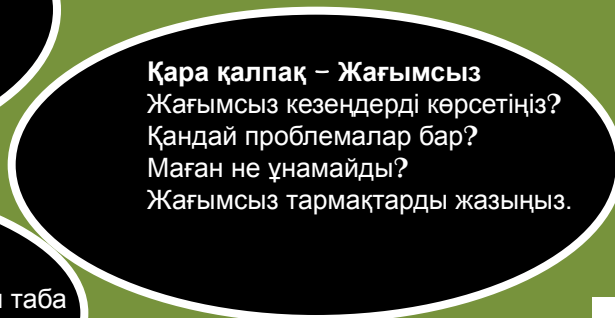 Қара қалпақ – Жағымсыз
Жағымсыз кезеңдерді көрсетіңіз?
Қандай проблемалар бар?
Маған не ұнамайды?
Жағымсыз тармақтарды жазыңыз.
таба